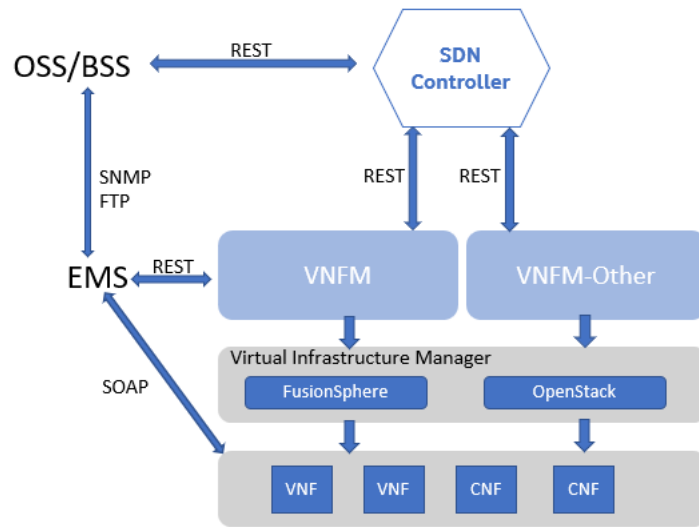 REST
SDN
Controller
OSS/BSS
SNMP
FTP
REST
REST
EMS
REST
VNFM
VNFM-Other
SOAP
Virtual Infrastructure Manager
FusionSphere
OpenStack
VNF
VNF
CNF
CNF